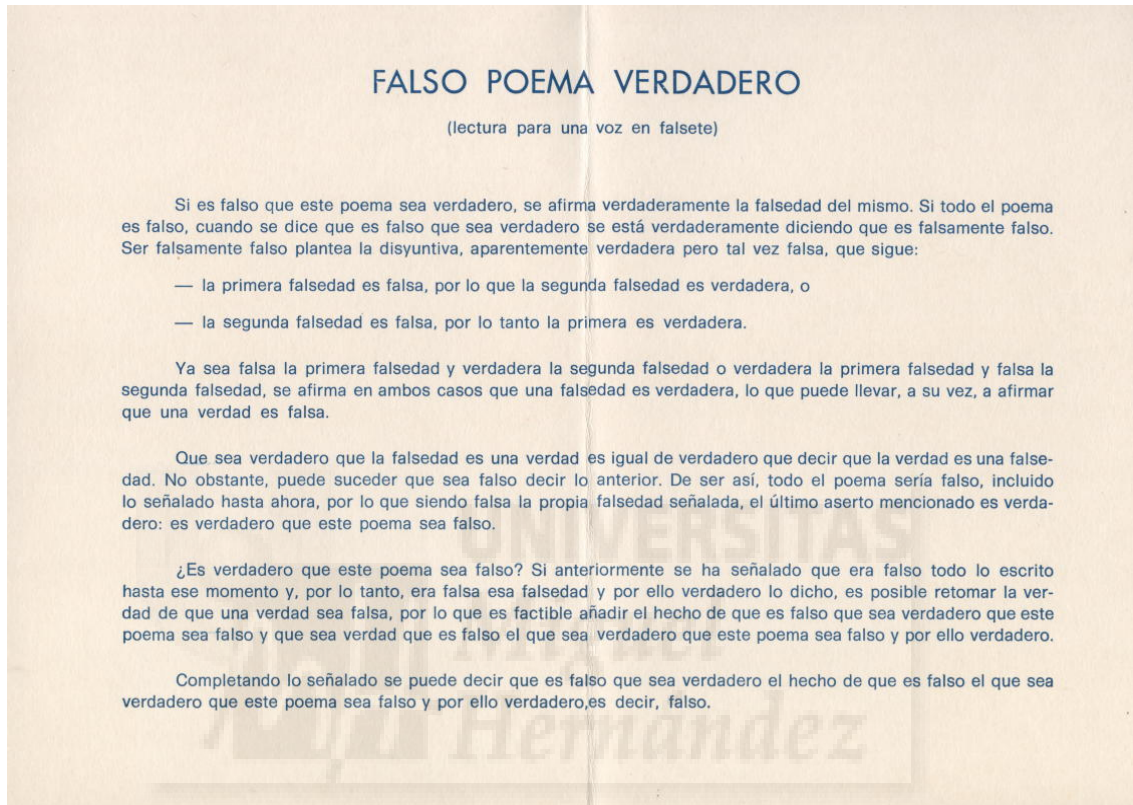 FALSO POEMA VERDADERO
(lectura para una voz en falsete)
Si es falso que este poema sea verdadero, se afirma verdaderamente la falsedad del mismo. Si todo el poema
es falso, cuando se dice que es falso que sea verdadero se está verdaderamente diciendo que es falsamente falso.
Ser falsamente falso plantea la disyuntiva, aparentemente verdadera pero tal vez falsa, que sigue:
— la primera falsedad es falsa, por lo que la segunda falsedad es verdadera, o
— la segunda falsedad es falsa, por lo tanto la primera es verdadera.
Ya sea falsa la primera falsedad y verdadera la segunda falsedad o verdadera la primera falsedad y falsa la
segunda falsedad, se afirma en ambos casos que una falsedad es verdadera, lo que puede llevar, a su vez, a afirmar
que una verdad es falsa.
Que sea verdadero que la falsedad es una verdad es igual de verdadero que decir que la verdad es una false-
dad. No obstante, puede suceder que sea falso decir lo anterior. De ser así, todo el poema sería falso, incluido
lo señalado hasta ahora, por lo que siendo falsa la propia falsedad señalada, el último aserto mencionado es verda-
dero: es verdadero que este poema sea falso.
¿Es verdadero que este poema sea falso? Si anteriormente se ha señalado que era falso todo lo escrito
hasta ese momento y, por lo tanto, era falsa esa falsedad y por ello verdadero lo dicho, es posible retomar la ver-
dad de que una verdad sea falsa, por lo que es factible añadir el hecho de que es falso que sea verdadero que este
poema sea falso y que sea verdad que es falso el que sea verdadero que este poema sea falso y por ello verdadero.
Completando lo señalado se puede decir que es falso que sea verdadero el hecho de que es falso el que sea
verdadero que este poema sea falso y por ello verdadero,es decir, falso.
UNIVERSITAS
Miguel
Hernández